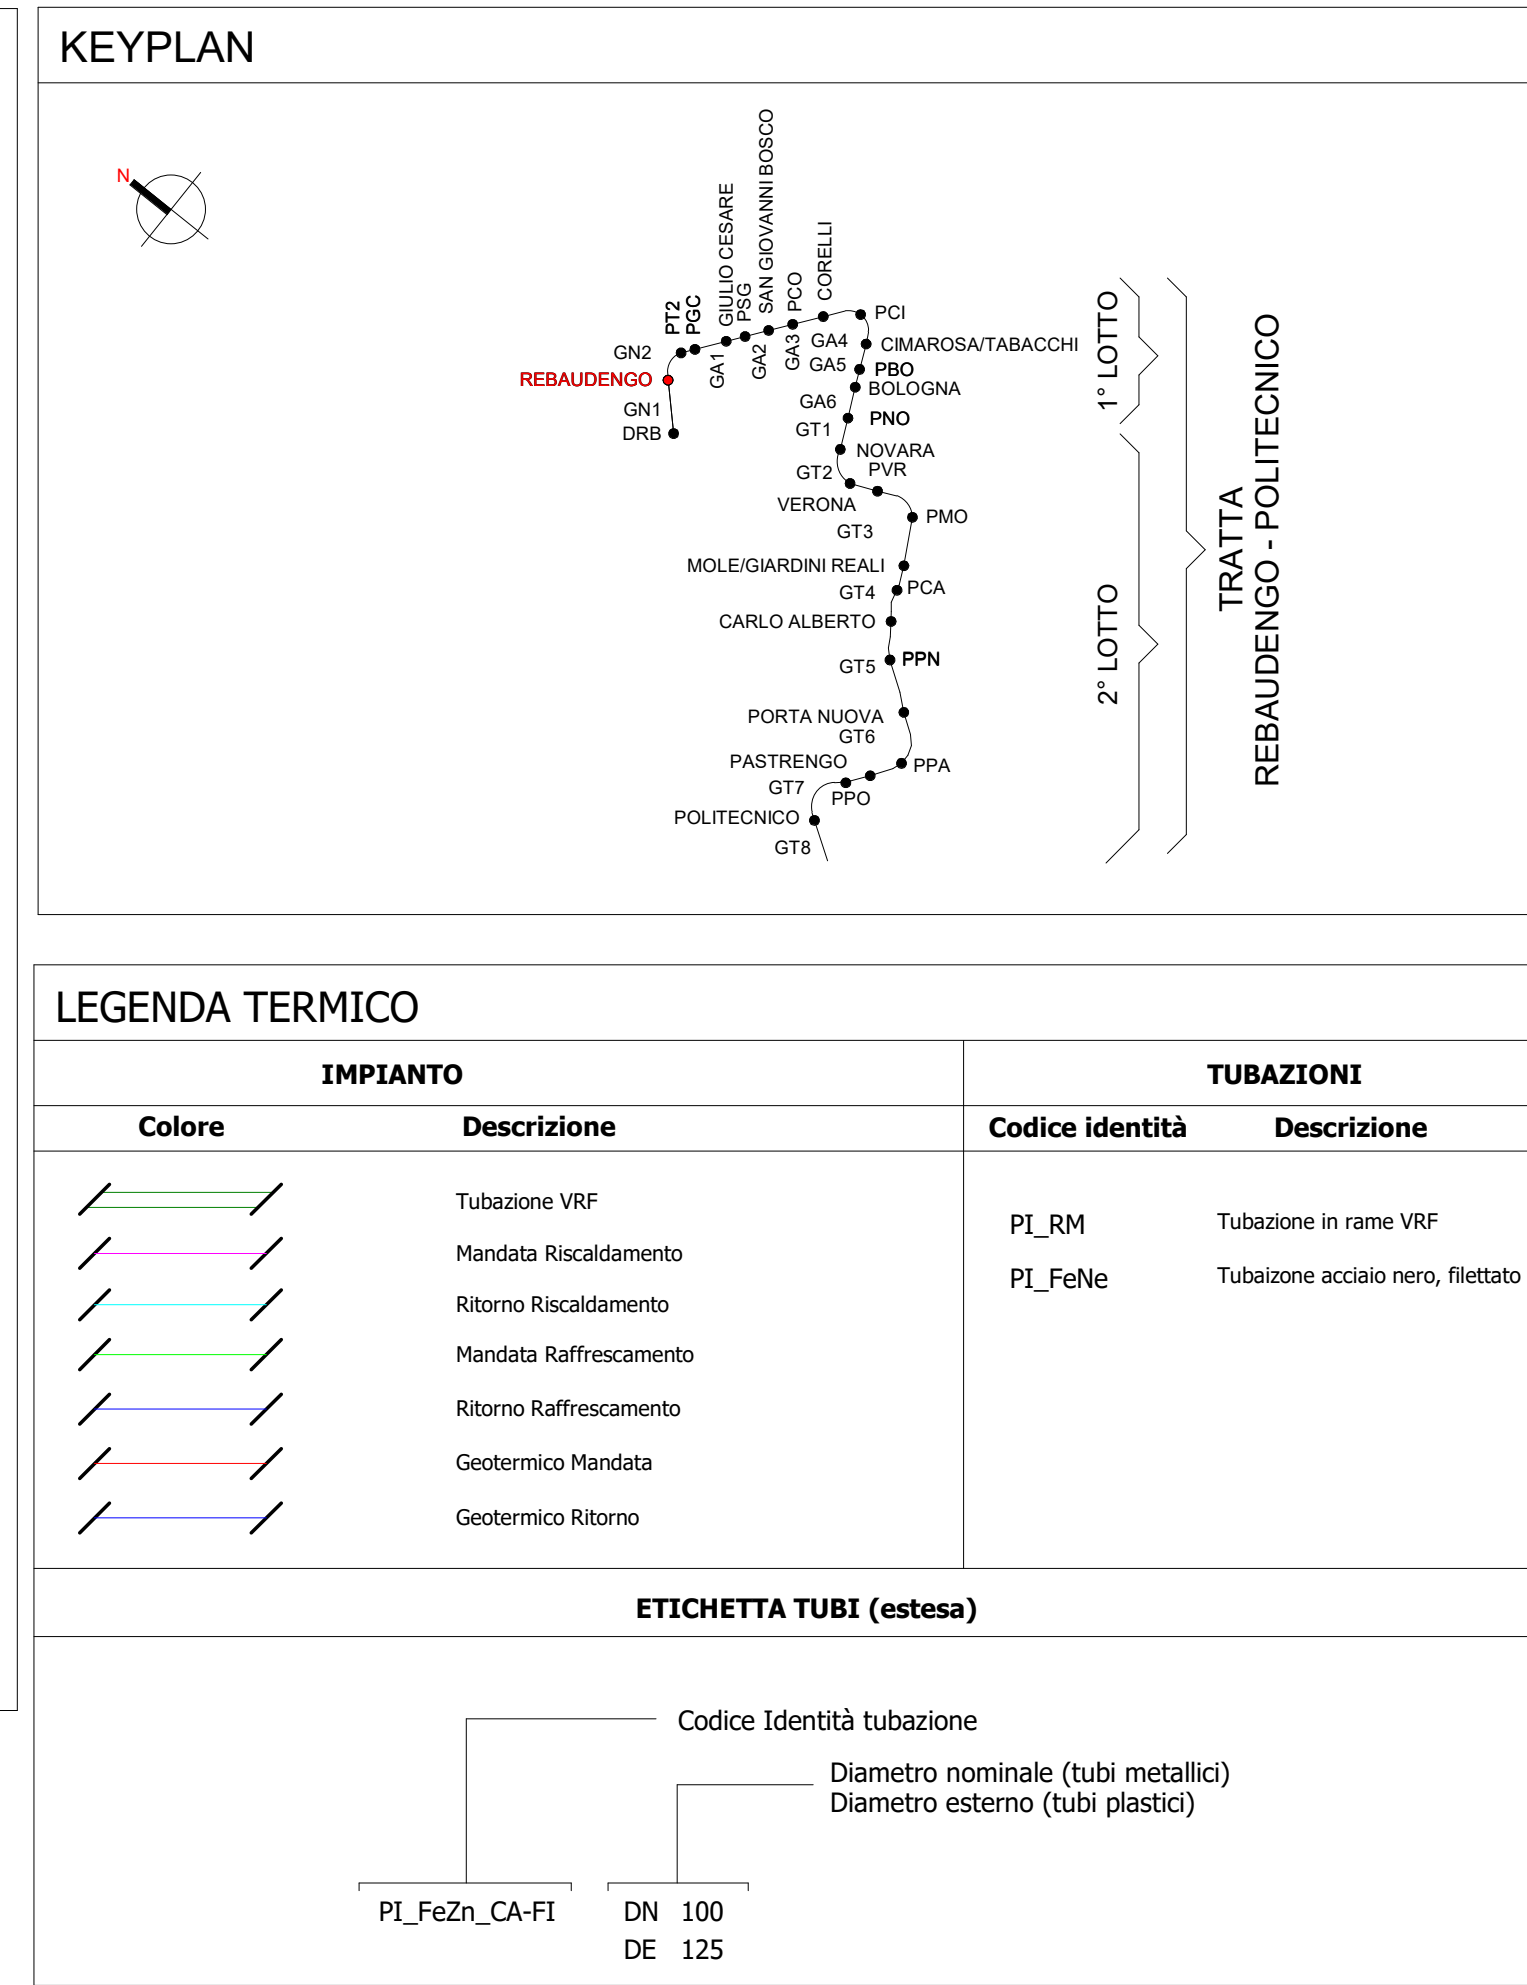 KEYPLAN
N
GIULIO CESARE
SAN GIOVANNI BOSCO
PT2
PGC
PSG
PCO
CORELLI
PCI
GN2
GA1
GA2
GA3
GA4
CIMAROSA/TABACCHI
REBAUDENGO
GA5
PBO
BOLOGNA
GN1
GA6
PNO
DRB
GT1
NOVARA
GT2
PVR
VERONA
PMO
GT3
MOLE/GIARDINI REALI
GT4
PCA
CARLO ALBERTO
GT5
PPN
PORTA NUOVA
GT6
PASTRENGO
PPA
GT7
PPO
POLITECNICO
GT8
1° LOTTO
2° LOTTO
TRATTA
REBAUDENGO - POLITECNICO
LEGENDA TERMICO
IMPIANTO
TUBAZIONI
Colore Descrizione
Codice identità Descrizione
Tubazione VRF
Mandata Riscaldamento
Ritorno Riscaldamento
Mandata Raffrescamento
Ritorno Raffrescamento
Geotermico Mandata
Geotermico Ritorno
PI_RM Tubazione in rame VRF
PI_FeNe Tubaizone acciaio nero, filettato
ETICHETTA TUBI (estesa)
Codice Identità tubazione
Diametro nominale (tubi metallici)
Diametro esterno (tubi plastici)
PI_FeZn_CA-FI DN 100
DE 125